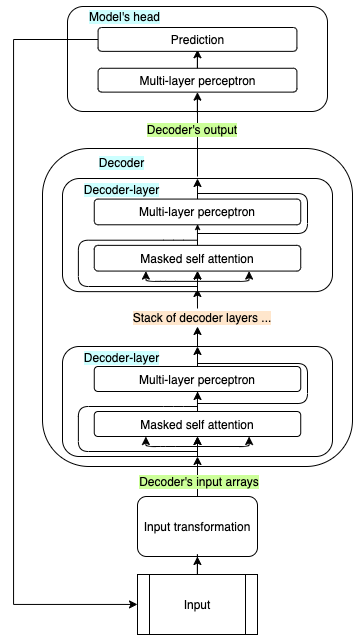 Model's head
Prediction
Multi-layer perceptron
Decoder's output
Decoder
Decoder-layer
Multi-layer perceptron
Masked self attention
Stack of decoder layers ...
Decoder-layer
Multi-layer perceptron
Masked self attention
Decoder's input arrays
Input transformation
Input